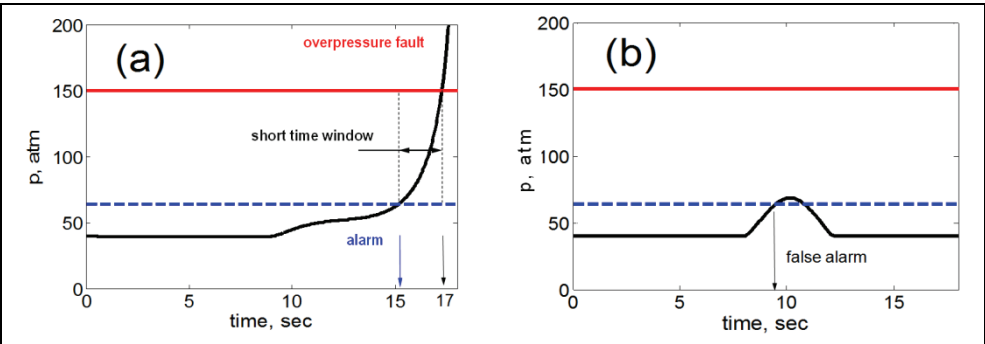 (a)
overpressure fault
short time window
alarm
p, atm
200
150
100
50
0
0 5 10 15 17
time, sec
(b)
false alarm
p, atm
200
150
100
50
0
0 5 10 15
time, sec